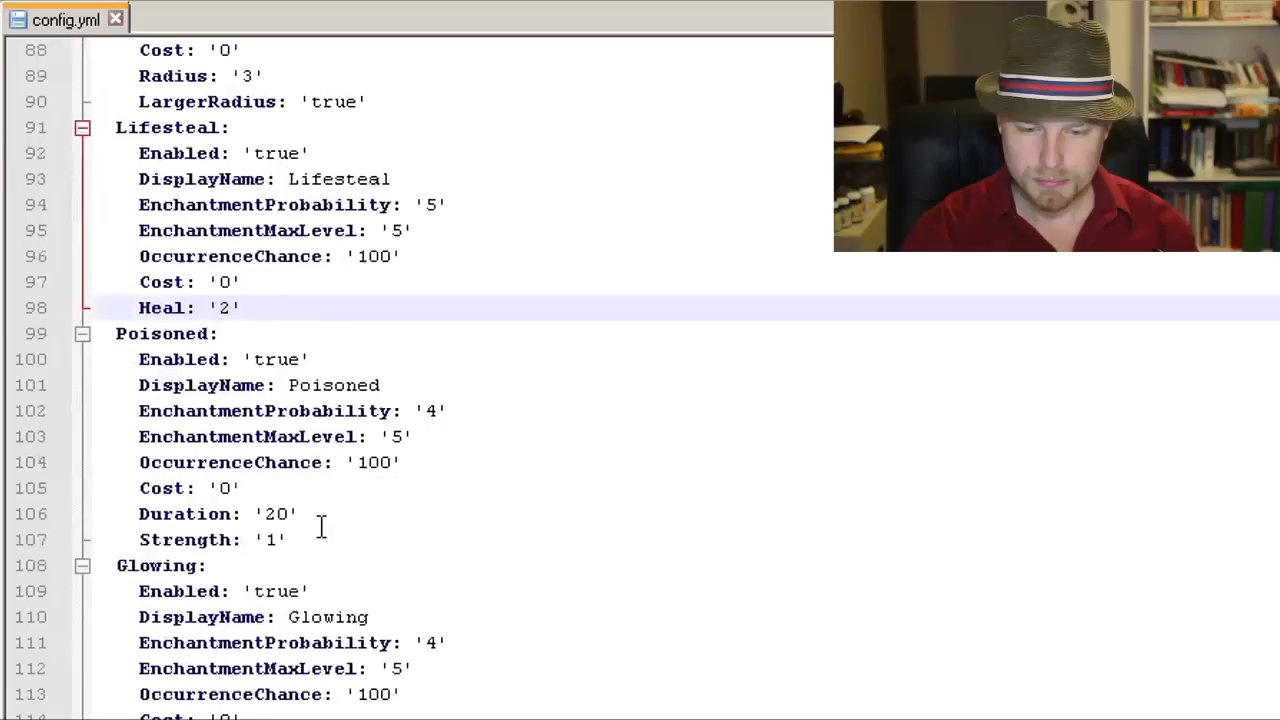 config.yml
88 Cost: '0'
89 Radius: '3'
90 LargerRadius: 'true'
91 Lifesteal:
92 Enabled: 'true'
93 DisplayName: Lifesteal
94 EnchantmentProbability: '5'
95 EnchantmentMaxLevel: '5'
96 OccurrenceChance: '100'
97 Cost: '0'
98 Heal: '2'
99 Poisoned:
100 Enabled: 'true'
101 DisplayName: Poisoned
102 EnchantmentProbability: '4'
103 EnchantmentMaxLevel: '5'
104 OccurrenceChance: '100'
105 Cost: '0'
106 Duration: '20'
107 Strength: '1'
108 Glowing:
109 Enabled: 'true'
110 DisplayName: Glowing
111 EnchantmentProbability: '4'
112 EnchantmentMaxLevel: '5'
113 OccurrenceChance: '100'
114 Cost: '0'